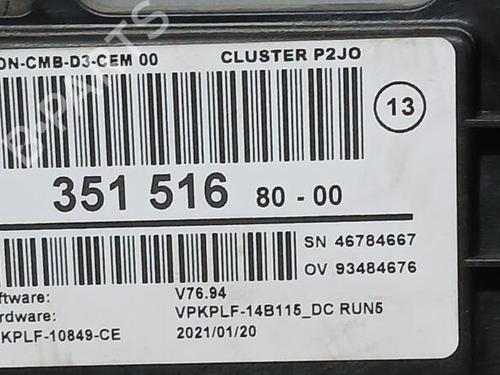 ON-CMB-D3-CEM 00 CLUSTER P2JO
13
351 516 80 - 00
SN 46784667
OV 93484676
ftware: V76.94
rdware: VPKPLF-14B115_DC RUN5
KPLF-10849-CE 2021/01/20
B-PARTS